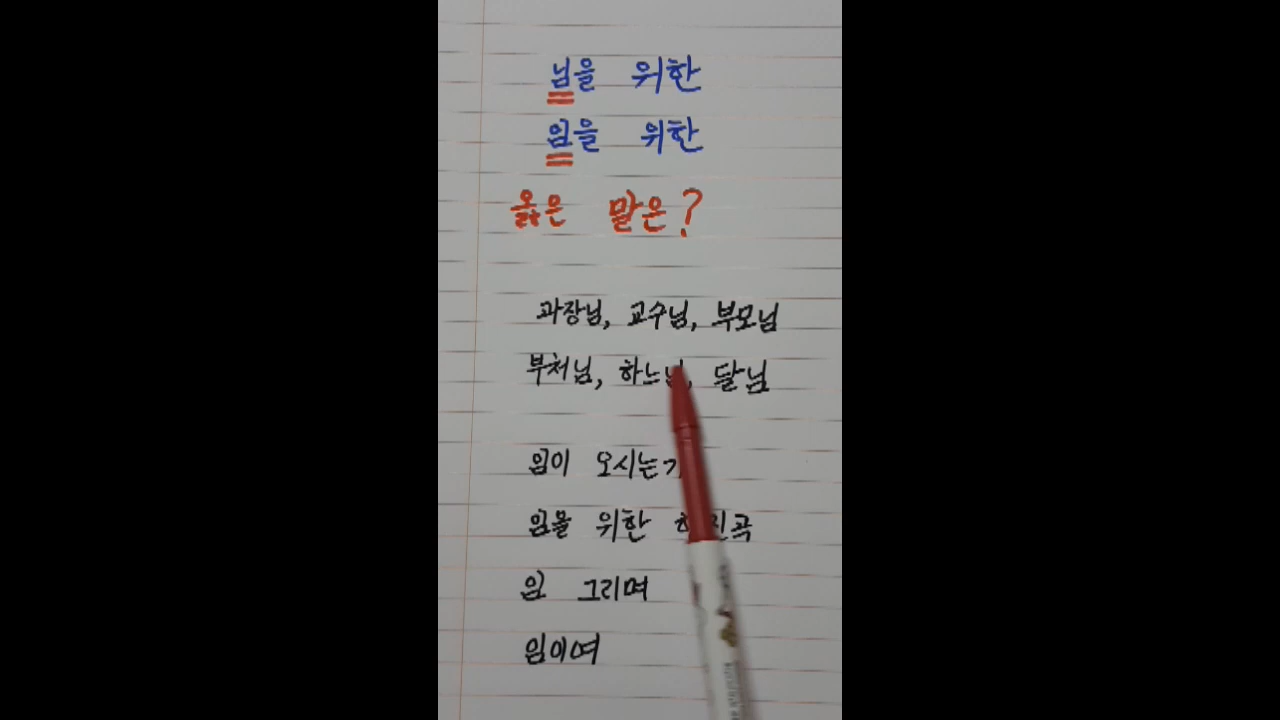 님을 위한
임을 위한
옳은 말은?
과장님, 교수님, 부모님
부처님, 하느님, 달님
임이 오시는
임을 위한
임 그리며
임이여